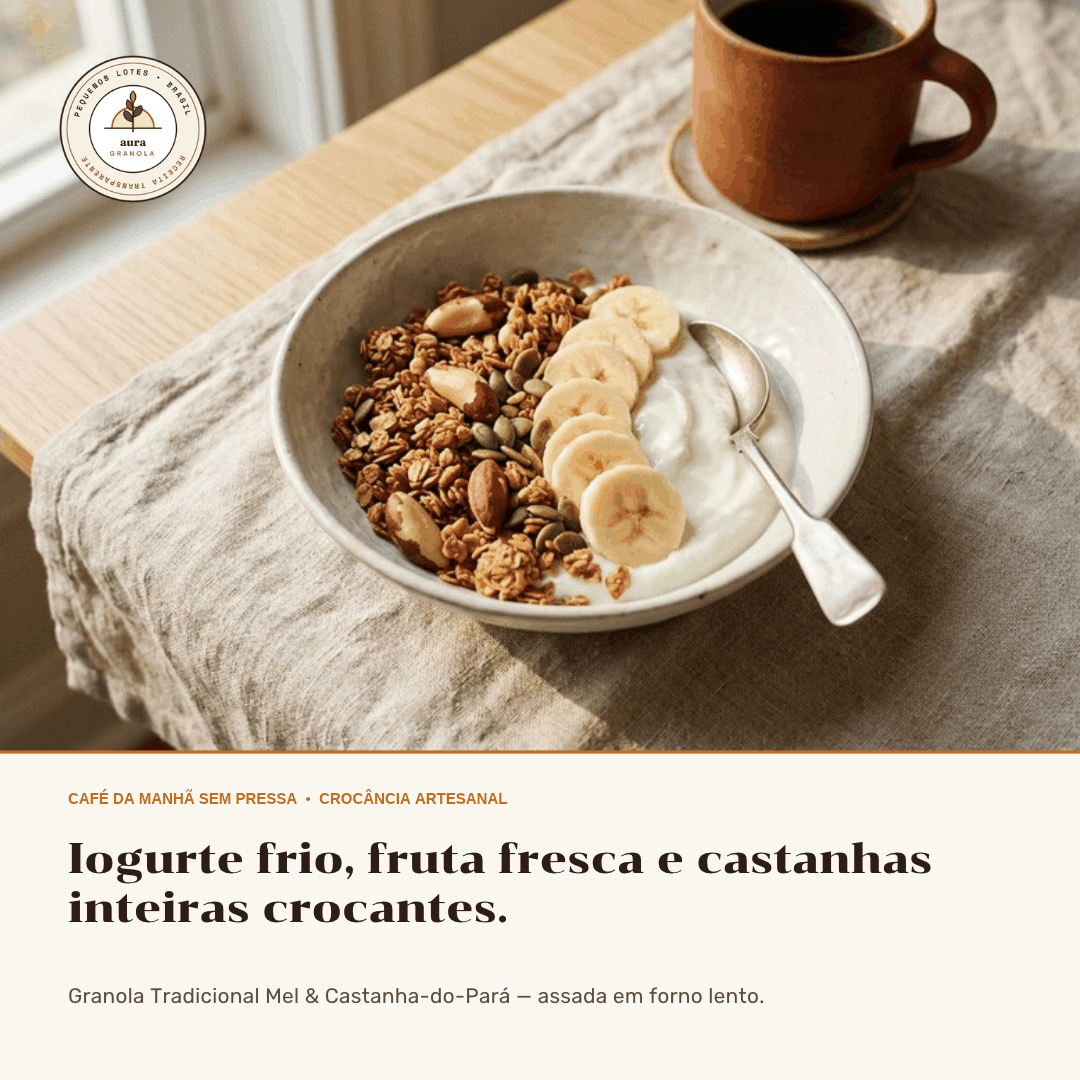 PEQUENOS LOTES • BRASIL
aura
GRANOLA
RECEITA TRANSPARENTE
CAFÉ DA MANHÃ SEM PRESSA • CROCÂNCIA ARTESANAL
Iogurte frio, fruta fresca e castanhas
inteiras crocantes.
Granola Tradicional Mel & Castanha-do-Pará — assada em forno lento.